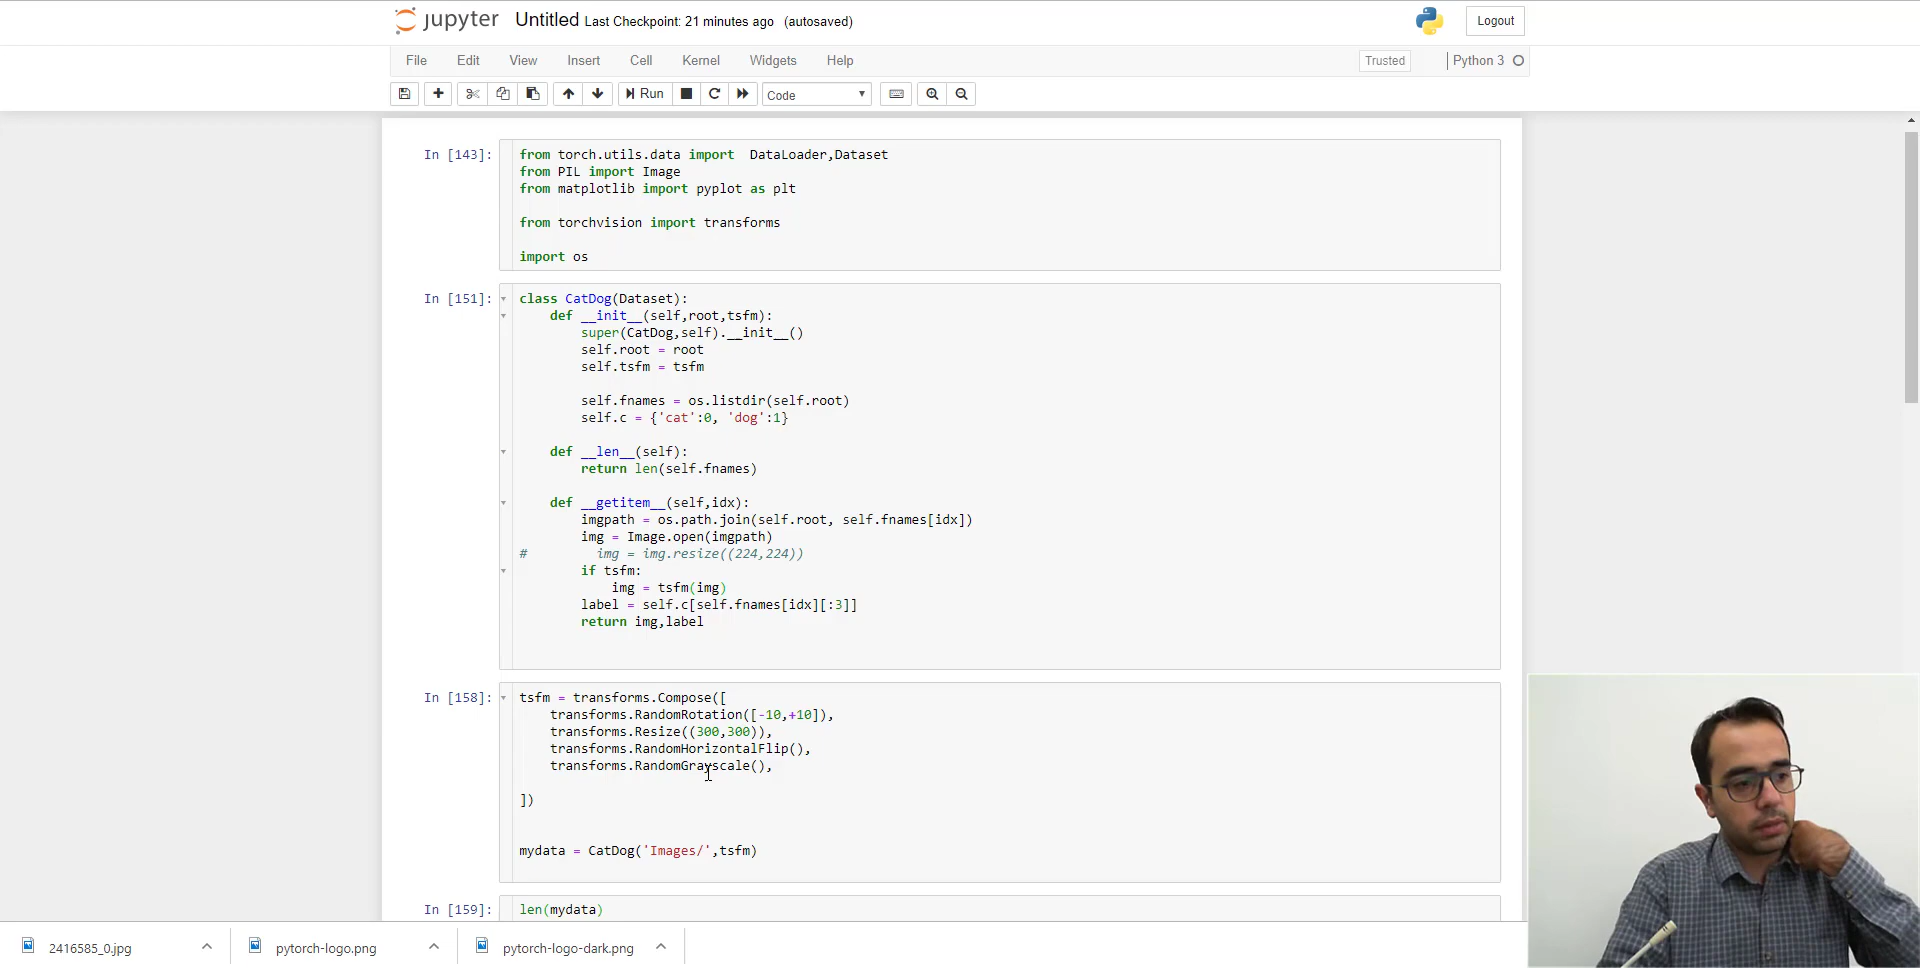 jupyter Untitled Last Checkpoint: 21 minutes ago (autosaved) Logout
File Edit View Insert Cell Kernel Widgets Help Trusted Python 3
Run Code
In [143]: from torch.utils.data import  DataLoader,Dataset
from PIL import Image
from matplotlib import pyplot as plt
from torchvision import transforms
import os
In [151]: class CatDog(Dataset):
def __init__(self,root,tsfm):
super(CatDog,self).__init__()
self.root = root
self.tsfm = tsfm
self.fnames = os.listdir(self.root)
self.c = {'cat':0, 'dog':1}
def __len__(self):
return len(self.fnames)
def __getitem__(self,idx):
imgpath = os.path.join(self.root, self.fnames[idx])
img = Image.open(imgpath)
# img = img.resize((224,224))
if tsfm:
img = tsfm(img)
label = self.c[self.fnames[idx][:3]]
return img,label
In [158]: tsfm = transforms.Compose([
transforms.RandomRotation([-10,+10]),
transforms.Resize((300,300)),
transforms.RandomHorizontalFlip(),
transforms.RandomGrayscale(),
])
mydata = CatDog('Images/',tsfm)
In [159]: len(mydata)
2416585_0.jpg pytorch-logo.png pytorch-logo-dark.png